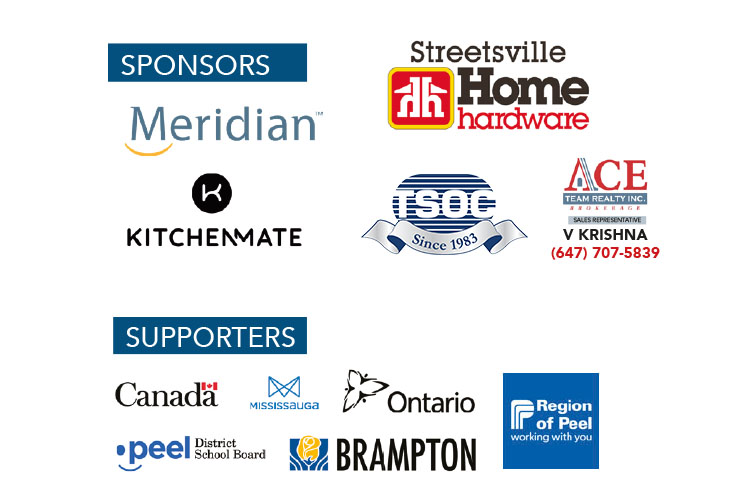 SPONSORS
Meridian™
Streetsville
Home
hardware
KITCHENMATE
TSOC
Since 1983
ACE
TEAM REALTY INC.
BROKERAGE
SALES REPRESENTATIVE
V KRISHNA
(647) 707-5839
SUPPORTERS
Canada
MISSISSAUGA
Ontario
Region
of Peel
working with you
peel District
School Board
BRAMPTON